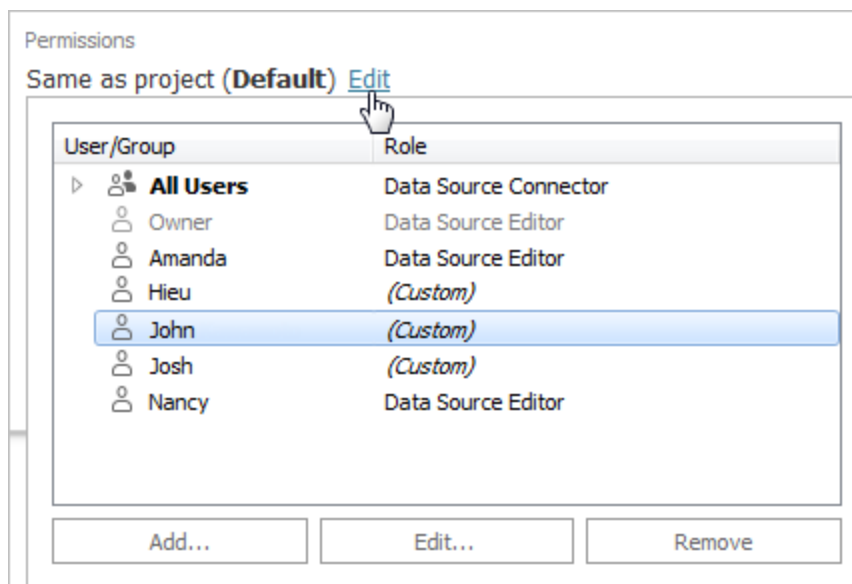 Permissions
Same as project (Default) Edit
User/Group Role
All Users Data Source Connector
Owner Data Source Editor
Amanda Data Source Editor
Hieu (Custom)
John (Custom)
Josh (Custom)
Nancy Data Source Editor
Add... Edit... Remove